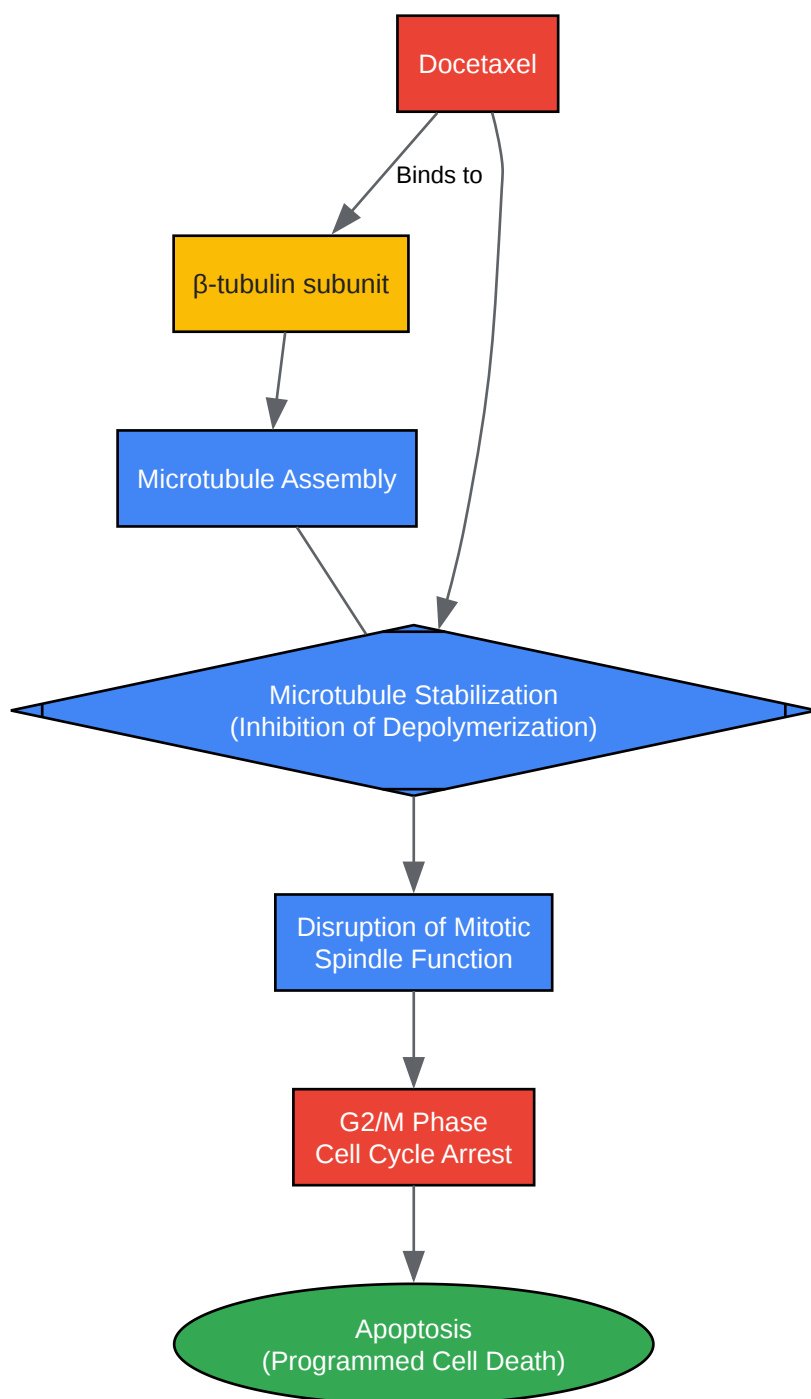 Docetaxel
Binds to
β-tubulin subunit
Microtubule Assembly
Microtubule Stabilization
(Inhibition of Depolymerization)
Disruption of Mitotic
Spindle Function
G2/M Phase
Cell Cycle Arrest
Apoptosis
(Programmed Cell Death)